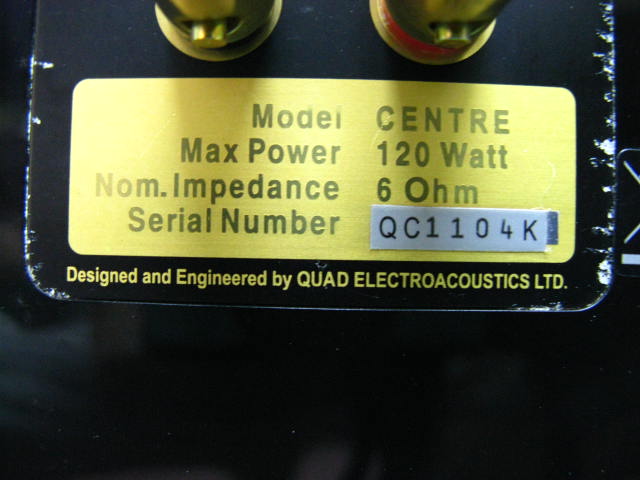 Model CENTRE
Max Power 120 Watt
Nom.Impedance 6 Ohm
Serial Number QC1104K
Designed and Engineered by QUAD ELECTROACOUSTICS LTD.